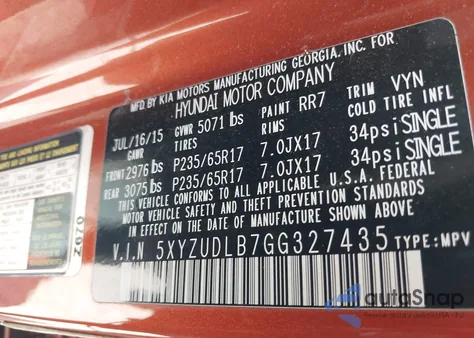 MFD. BY KIA MOTORS MANUFACTURING GEORGIA, INC. FOR
HYUNDAI MOTOR COMPANY
JUL/16/15 GVWR 5071 lbs PAINT RR7 TRIM VYN
GAWR TIRES RIMS COLD TIRE INFL
FRONT 2976 lbs P235/65R17 7.0JX17 34psi SINGLE
REAR 3075 lbs P235/65R17 7.0JX17 34psi SINGLE
THIS VEHICLE CONFORMS TO ALL APPLICABLE U.S.A. FEDERAL
MOTOR VEHICLE SAFETY AND THEFT PREVENTION STANDARDS
IN EFFECT ON THE DATE OF MANUFACTURE SHOWN ABOVE.
V.I.N 5XYZUDLB7GG327435 TYPE: MPV
Z670
autoSnap